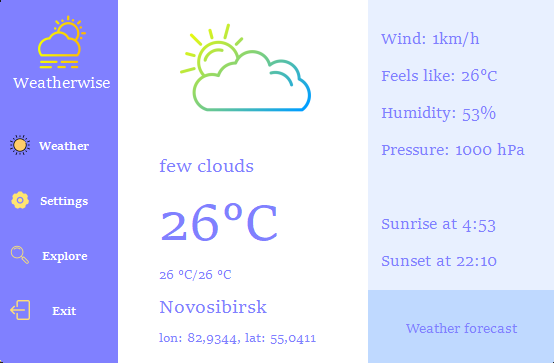 Weatherwise
Weather
Settings
Explore
Exit
few clouds
26°C
26 °C/26 °C
Novosibirsk
lon: 82,9344, lat: 55,0411
Wind: 1km/h
Feels like: 26°C
Humidity: 53%
Pressure: 1000 hPa
Sunrise at 4:53
Sunset at 22:10
Weather forecast